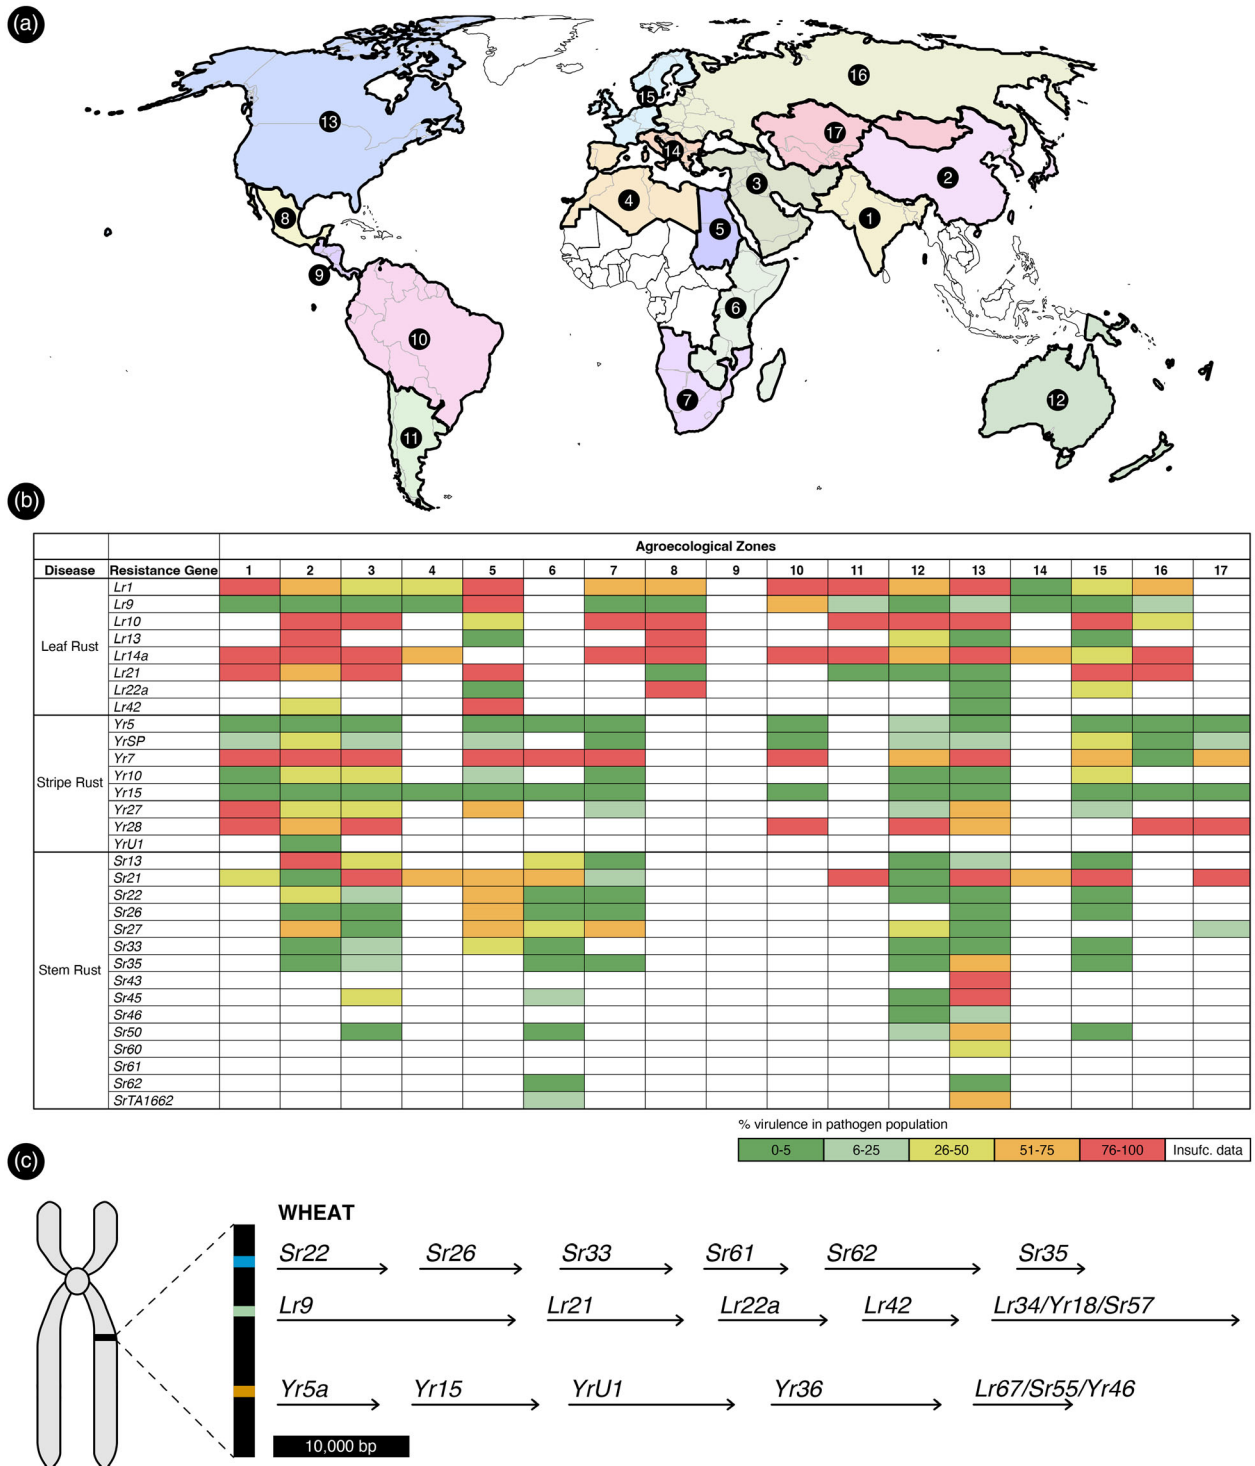 (a)
16
15
13
17
14
3
2
4
8
1
5
9
6
10
7
12
11
(b)
Agroecological Zones
Disease Resistance Gene 1 2 3 4 5 6 7 8 9 10 11 12 13 14 15 16 17
Leaf Rust
Lr1
Lr9
Lr10
Lr13
Lr14a
Lr21
Lr22a
Lr42
Stripe Rust
Yr5
YrSP
Yr7
Yr10
Yr15
Yr27
Yr28
YrU1
Stem Rust
Sr13
Sr21
Sr22
Sr26
Sr27
Sr33
Sr35
Sr43
Sr45
Sr46
Sr50
Sr60
Sr61
Sr62
SrTA1662
% virulence in pathogen population
0-5 6-25 26-50 51-75 76-100 Insufc. data
(c)
WHEAT
Sr22 Sr26 Sr33 Sr61 Sr62 Sr35
Lr9 Lr21 Lr22a Lr42 Lr34/Yr18/Sr57
Yr5a Yr15 YrU1 Yr36 Lr67/Sr55/Yr46
10,000 bp